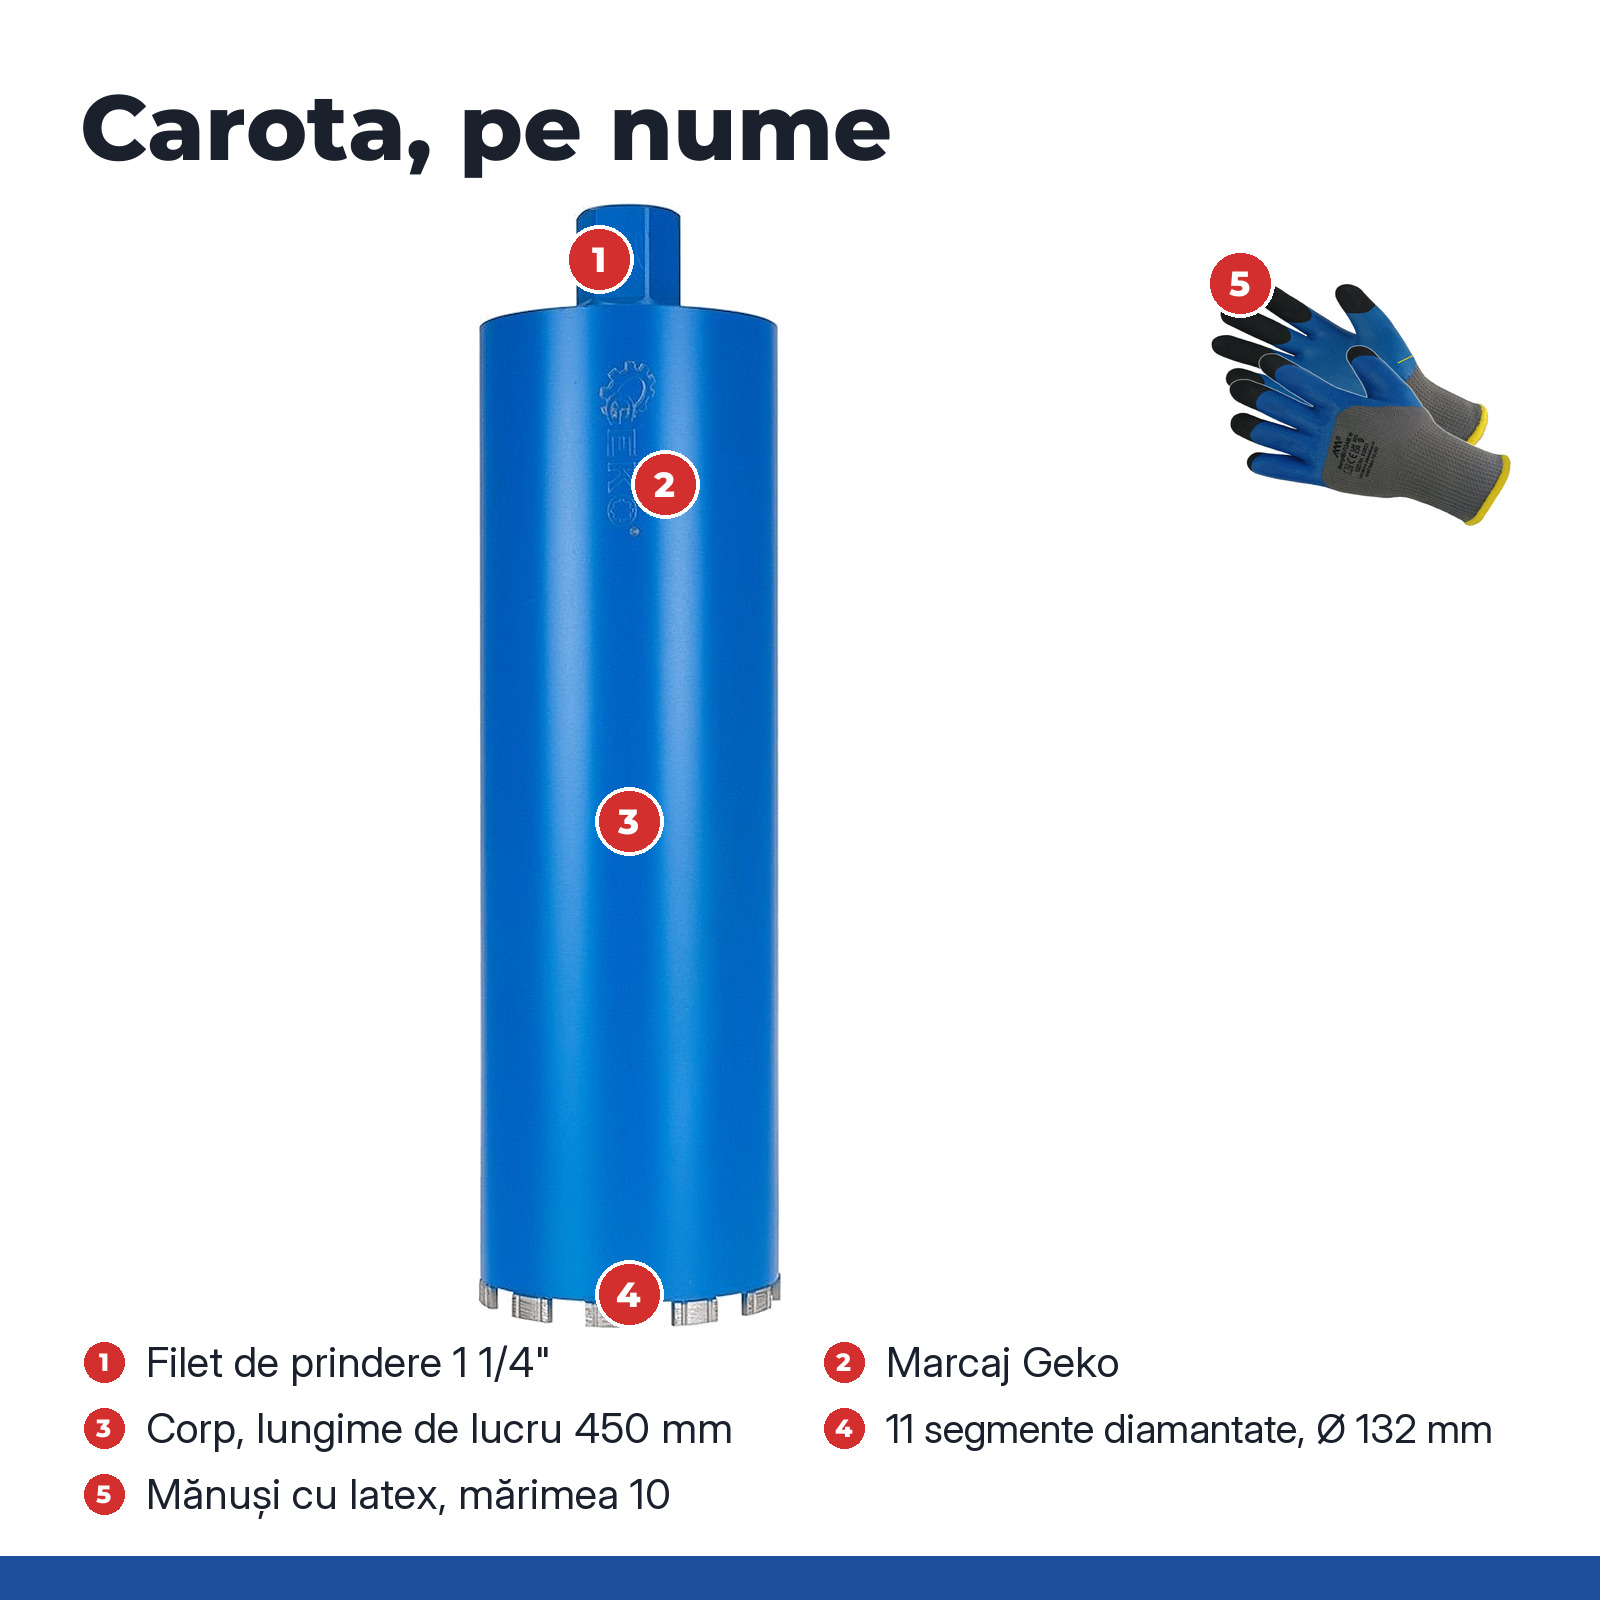 Carota, pe nume
1
5
GEKO
2
3
4
1 Filet de prindere 1 1/4"
2 Marcaj Geko
3 Corp, lungime de lucru 450 mm
4 11 segmente diamantate, Ø 132 mm
5 Mănuși cu latex, mărimea 10